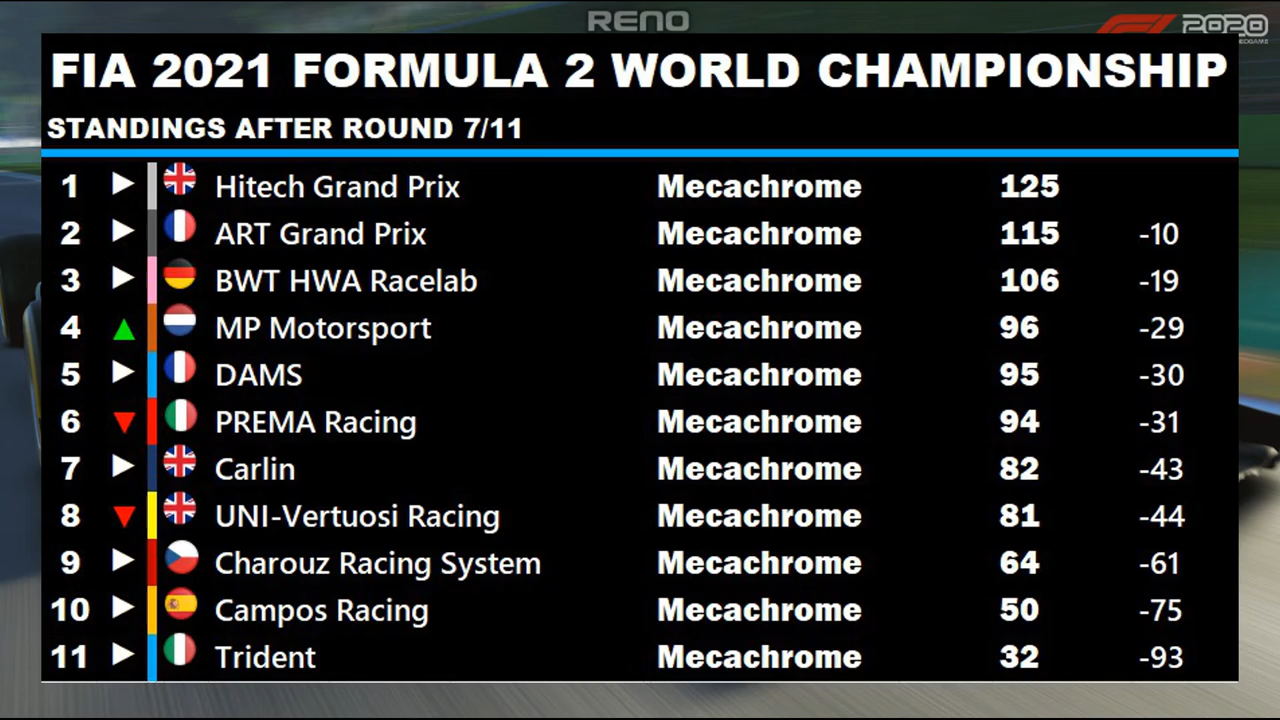 RENO
F1 2020
FIA 2021 FORMULA 2 WORLD CHAMPIONSHIP
STANDINGS AFTER ROUND 7/11
1 Hitech Grand Prix Mecachrome 125
2 ART Grand Prix Mecachrome 115 -10
3 BWT HWA Racelab Mecachrome 106 -19
4 MP Motorsport Mecachrome 96 -29
5 DAMS Mecachrome 95 -30
6 PREMA Racing Mecachrome 94 -31
7 Carlin Mecachrome 82 -43
8 UNI-Vertuosi Racing Mecachrome 81 -44
9 Charouz Racing System Mecachrome 64 -61
10 Campos Racing Mecachrome 50 -75
11 Trident Mecachrome 32 -93